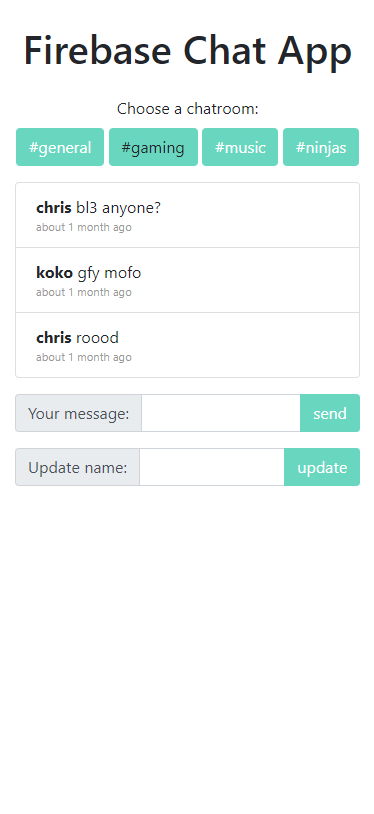 Firebase Chat App
Choose a chatroom:
#general #gaming #music #ninjas
chris bl3 anyone?
about 1 month ago
koko gfy mofo
about 1 month ago
chris roood
about 1 month ago
Your message: send
Update name: update